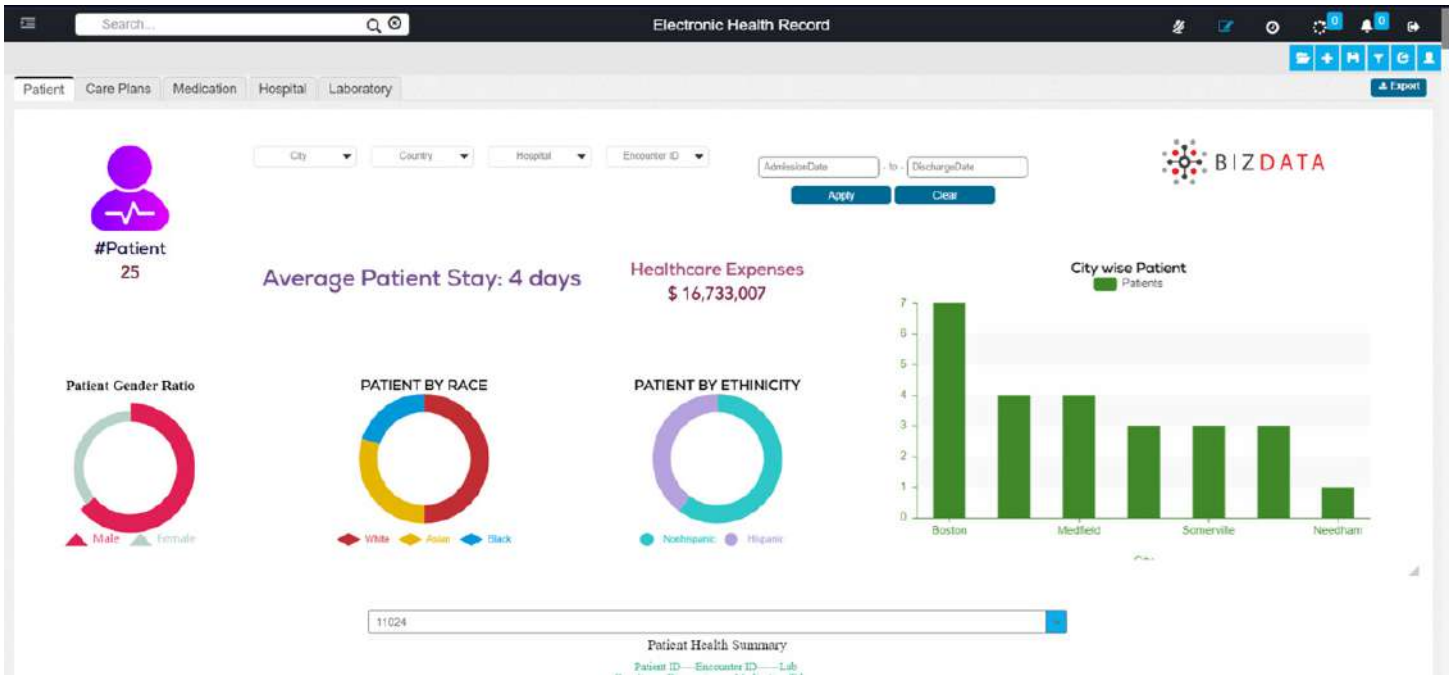 Search...
Electronic Health Record
0
0
Patient
Care Plans
Medication
Hospital
Laboratory
Export
City
Country
Hospital
Encounter ID
AdmissionDate
- to -
DischargeDate
Apply
Clear
BIZDATA
#Patient
25
Average Patient Stay: 4 days
Healthcare Expenses
$ 16,733,007
City wise Patient
Patients
7
6
5
4
3
2
1
0
Boston
Medfield
Somerville
Needham
City
Patient Gender Ratio
Male
Female
PATIENT BY RACE
White
Asian
Black
PATIENT BY ETHINICITY
Nonhispanic
Hispanic
11024
Patient Health Summary
Patient ID----Encounter ID------Lab